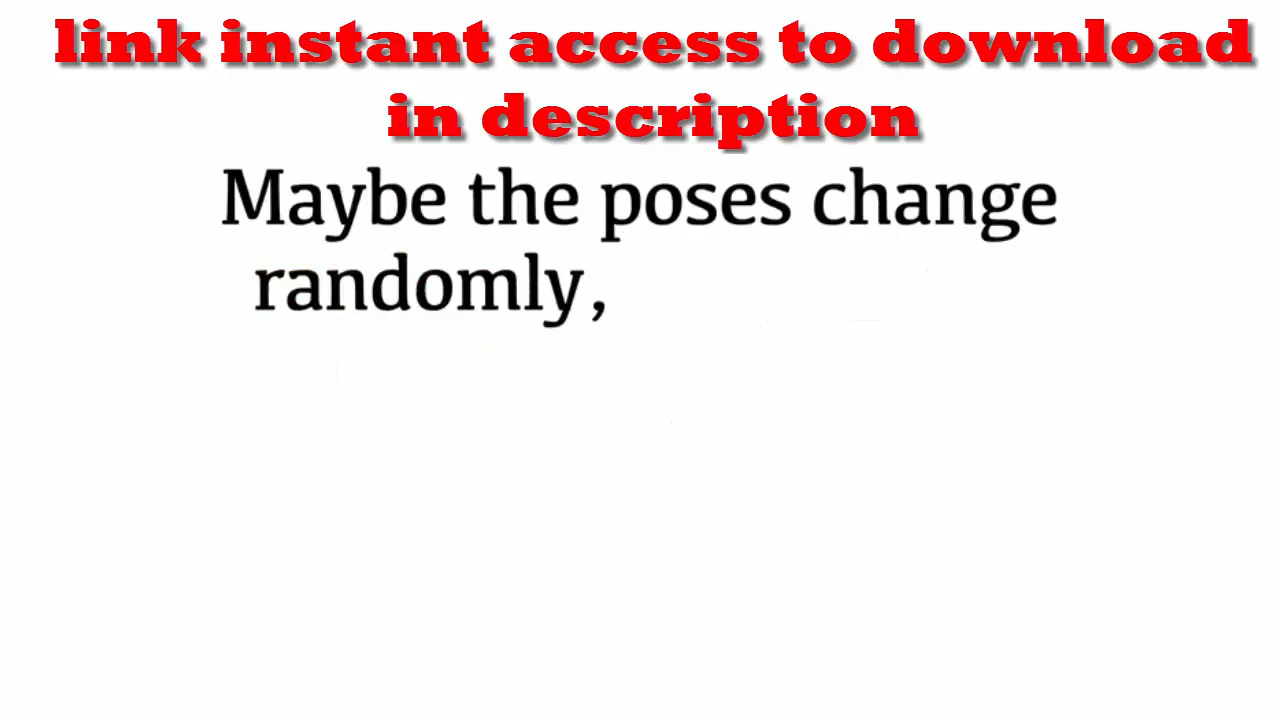 link instant access to download
in description
Maybe the poses change
randomly,